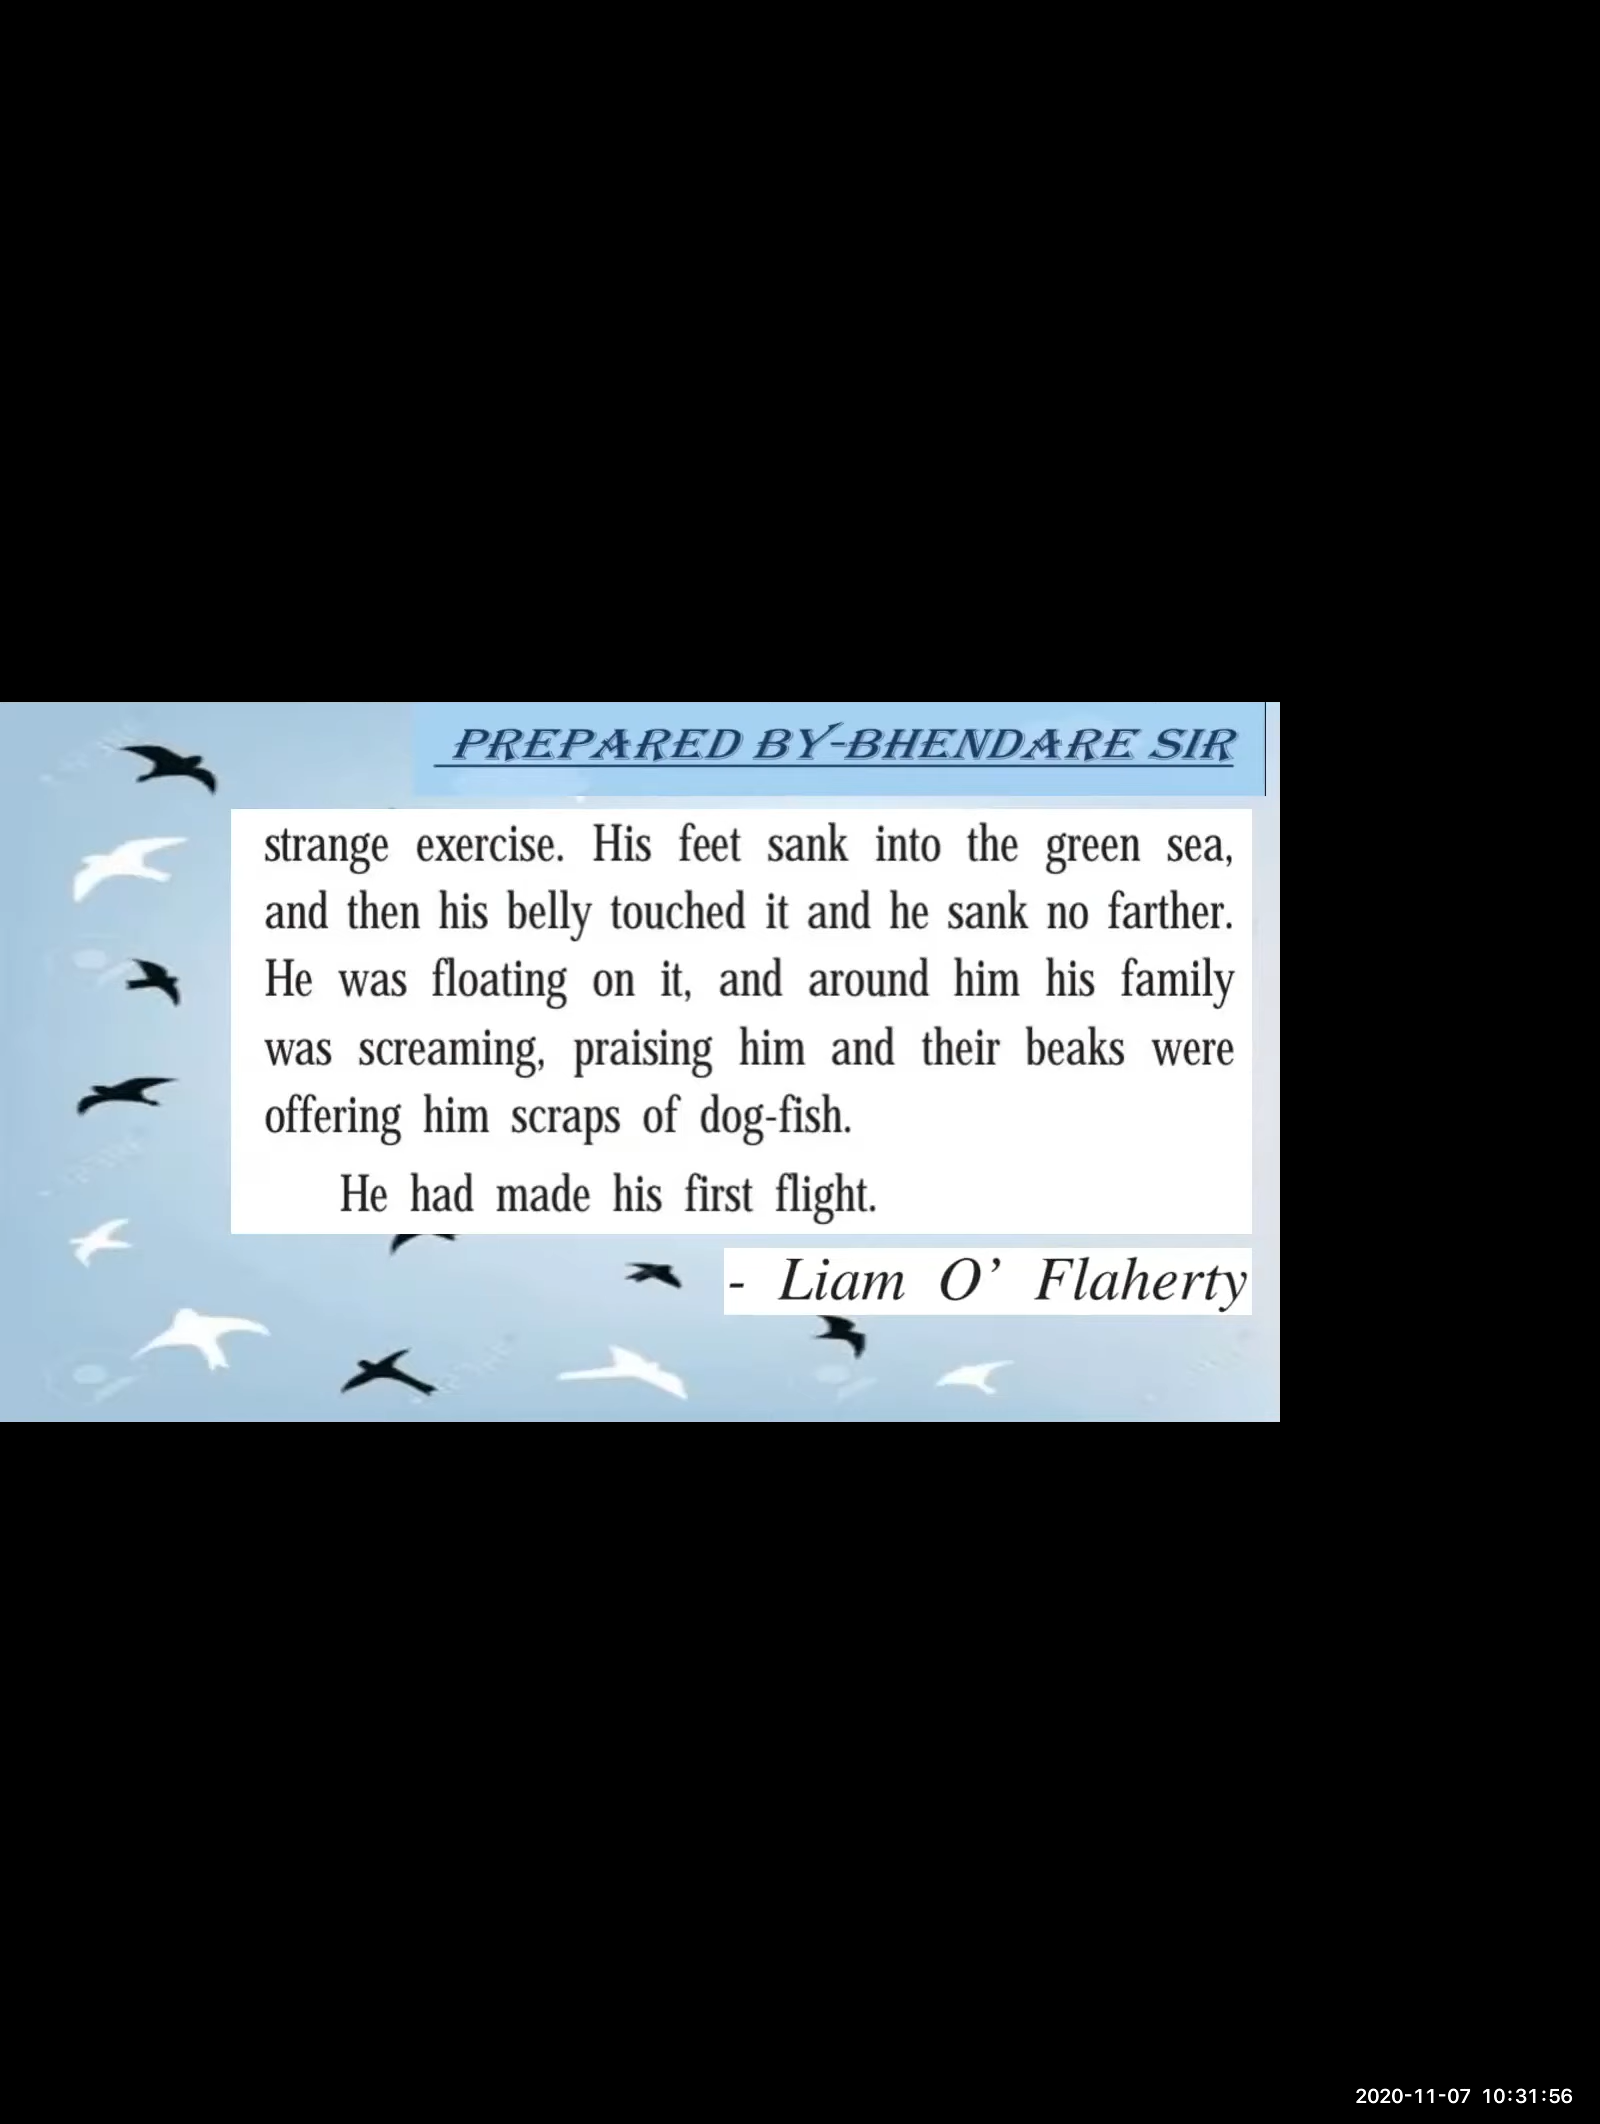 PREPARED BY-BHENDARE SIR
strange exercise. His feet sank into the green sea,
and then his belly touched it and he sank no farther.
He was floating on it, and around him his family
was screaming, praising him and their beaks were
offering him scraps of dog-fish.
He had made his first flight.
- Liam O’ Flaherty
2020-11-07 10:31:56